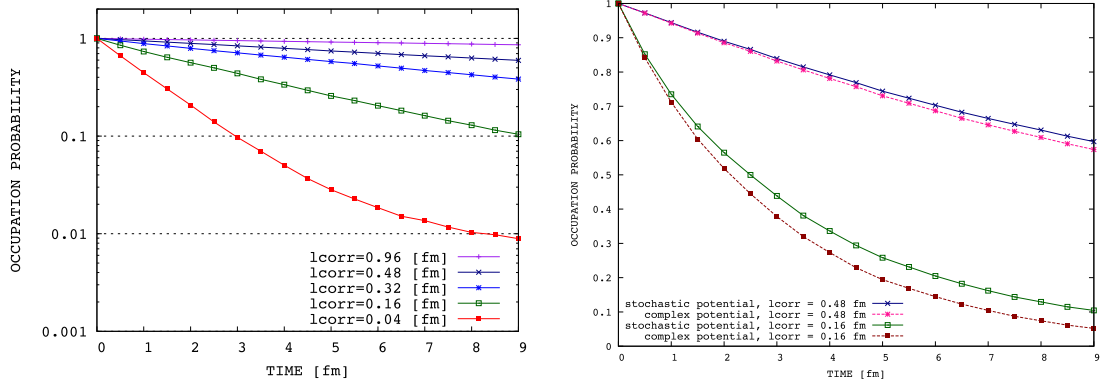 1
0.1
0.01
0.001
OCCUPATION PROBABILITY
lcorr=0.96 [fm]
lcorr=0.48 [fm]
lcorr=0.32 [fm]
lcorr=0.16 [fm]
lcorr=0.04 [fm]
0 1 2 3 4 5 6 7 8 9
TIME [fm]
1
0.9
0.8
0.7
0.6
0.5
0.4
0.3
0.2
0.1
0
OCCUPATION PROBABILITY
stochastic potential, lcorr = 0.48 fm
complex potential, lcorr = 0.48 fm
stochastic potential, lcorr = 0.16 fm
complex potential, lcorr = 0.16 fm
0 1 2 3 4 5 6 7 8 9
TIME [fm]